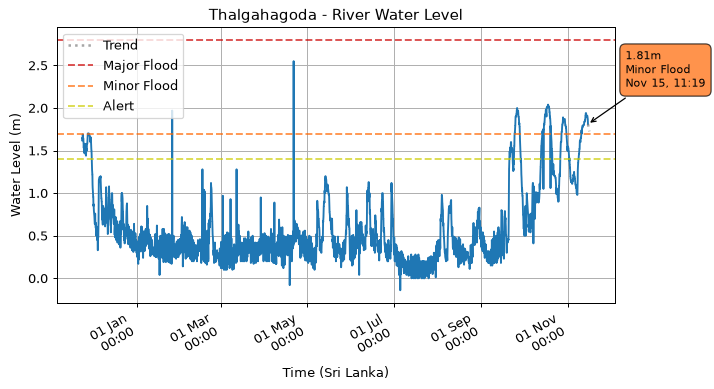 Thalgahagoda - River Water Level
Trend
Major Flood
Minor Flood
Alert
1.81m
Minor Flood
Nov 15, 11:19
Water Level (m)
2.5
2.0
1.5
1.0
0.5
0.0
01 Jan
00:00
01 Mar
00:00
01 May
00:00
01 Jul
00:00
01 Sep
00:00
01 Nov
00:00
Time (Sri Lanka)